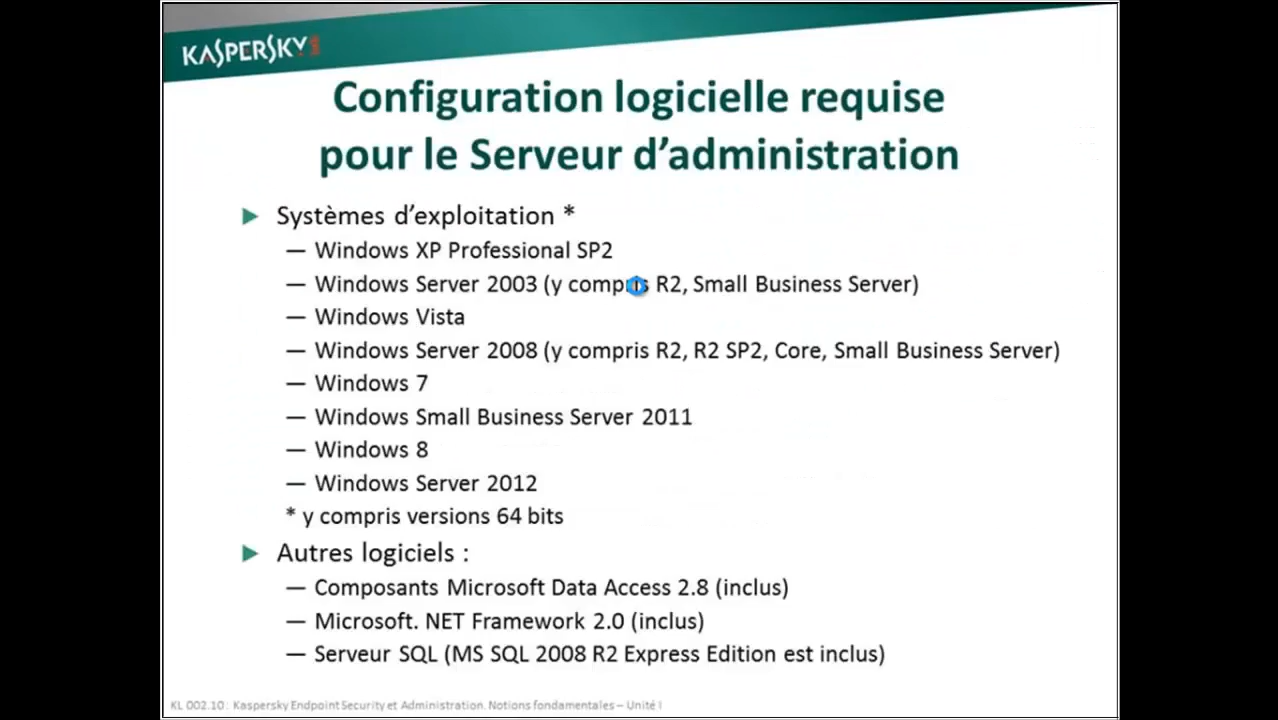 KASPERSKY
Configuration logicielle requise
pour le Serveur d'administration
Systèmes d'exploitation *
— Windows XP Professional SP2
— Windows Server 2003 (y compris R2, Small Business Server)
— Windows Vista
— Windows Server 2008 (y compris R2, R2 SP2, Core, Small Business Server)
— Windows 7
— Windows Small Business Server 2011
— Windows 8
— Windows Server 2012
* y compris versions 64 bits
Autres logiciels :
— Composants Microsoft Data Access 2.8 (inclus)
— Microsoft. NET Framework 2.0 (inclus)
— Serveur SQL (MS SQL 2008 R2 Express Edition est inclus)
KL 002.10 : Kaspersky Endpoint Security et Administration. Notions fondamentales – Unité I